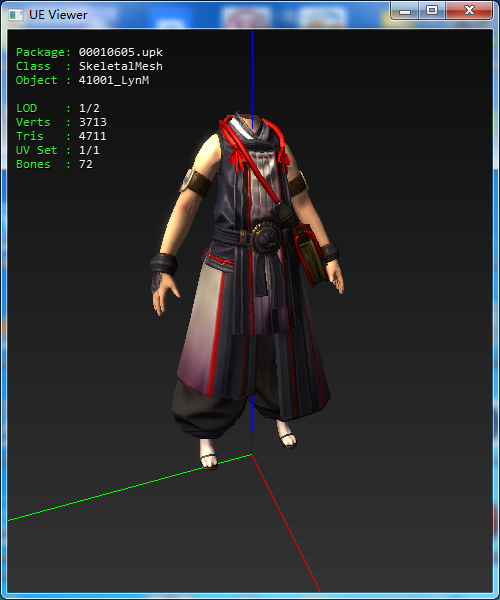 UE Viewer
Package: 00010605.upk
Class : SkeletalMesh
Object : 41001_LynM
LOD : 1/2
Verts : 3713
Tris : 4711
UV Set : 1/1
Bones : 72